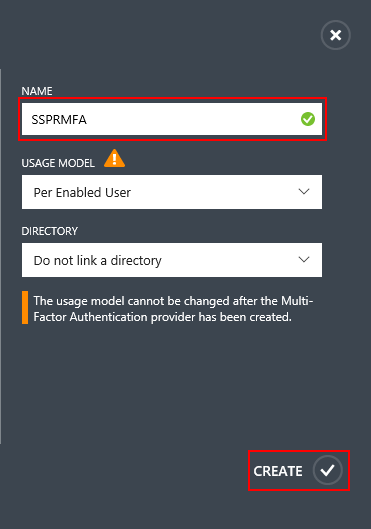 NAME
SSPRMFA
USAGE MODEL
Per Enabled User
DIRECTORY
Do not link a directory
The usage model cannot be changed after the Multi-
Factor Authentication provider has been created.
CREATE